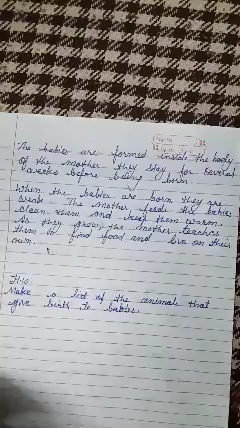 The babies are formed inside the body
of the mother they stay for several
weeks before being born
When the babies are born they are
weak. The mother feeds the babies
clean them and keep them warm.
As they grow, the mother teaches
them to find food and live on their
own.
H.W.
Make a list of the animals that
give birth to babies.